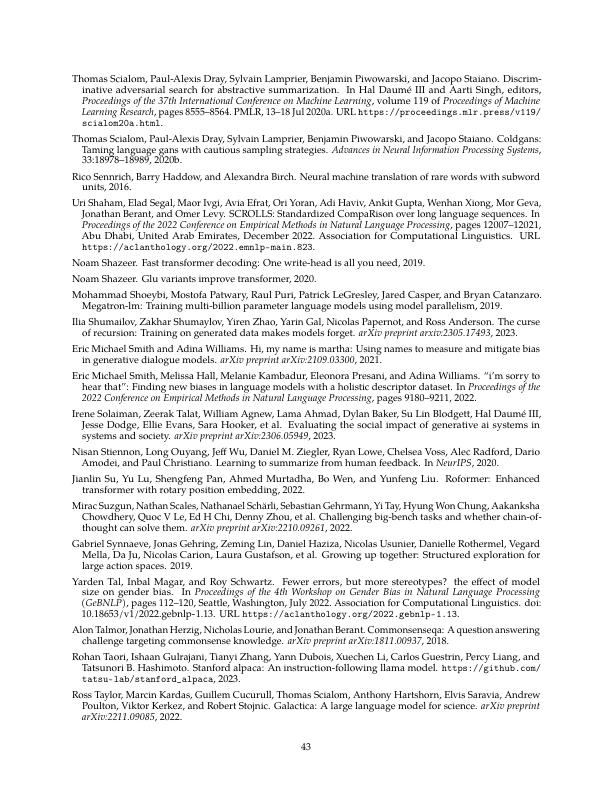 Thomas Scialom, Paul-Alexis Dray, Sylvain Lamprier, Benjamin Piwowarski, and Jacopo Staiano. Discrim-
inative adversarial search for abstractive summarization. In Hal Daumé III and Aarti Singh, editors,
Proceedings of the 37th International Conference on Machine Learning, volume 119 of Proceedings of Machine
Learning Research, pages 8555–8564. PMLR, 13–18 Jul 2020a. URL https://proceedings.mlr.press/v119/
scialom20a.html.
Thomas Scialom, Paul-Alexis Dray, Sylvain Lamprier, Benjamin Piwowarski, and Jacopo Staiano. Coldgans:
Taming language gans with cautious sampling strategies. Advances in Neural Information Processing Systems,
33:18978–18989, 2020b.
Rico Sennrich, Barry Haddow, and Alexandra Birch. Neural machine translation of rare words with subword
units, 2016.
Uri Shaham, Elad Segal, Maor Ivgi, Avia Efrat, Ori Yoran, Adi Haviv, Ankit Gupta, Wenhan Xiong, Mor Geva,
Jonathan Berant, and Omer Levy. SCROLLS: Standardized CompaRison over long language sequences. In
Proceedings of the 2022 Conference on Empirical Methods in Natural Language Processing, pages 12007–12021,
Abu Dhabi, United Arab Emirates, December 2022. Association for Computational Linguistics. URL
https://aclanthology.org/2022.emnlp-main.823.
Noam Shazeer. Fast transformer decoding: One write-head is all you need, 2019.
Noam Shazeer. Glu variants improve transformer, 2020.
Mohammad Shoeybi, Mostofa Patwary, Raul Puri, Patrick LeGresley, Jared Casper, and Bryan Catanzaro.
Megatron-lm: Training multi-billion parameter language models using model parallelism, 2019.
Ilia Shumailov, Zakhar Shumaylov, Yiren Zhao, Yarin Gal, Nicolas Papernot, and Ross Anderson. The curse
of recursion: Training on generated data makes models forget. arXiv preprint arxiv:2305.17493, 2023.
Eric Michael Smith and Adina Williams. Hi, my name is martha: Using names to measure and mitigate bias
in generative dialogue models. arXiv preprint arXiv:2109.03300, 2021.
Eric Michael Smith, Melissa Hall, Melanie Kambadur, Eleonora Presani, and Adina Williams. “i’m sorry to
hear that”: Finding new biases in language models with a holistic descriptor dataset. In Proceedings of the
2022 Conference on Empirical Methods in Natural Language Processing, pages 9180–9211, 2022.
Irene Solaiman, Zeerak Talat, William Agnew, Lama Ahmad, Dylan Baker, Su Lin Blodgett, Hal Daumé III,
Jesse Dodge, Ellie Evans, Sara Hooker, et al. Evaluating the social impact of generative ai systems in
systems and society. arXiv preprint arXiv:2306.05949, 2023.
Nisan Stiennon, Long Ouyang, Jeff Wu, Daniel M. Ziegler, Ryan Lowe, Chelsea Voss, Alec Radford, Dario
Amodei, and Paul Christiano. Learning to summarize from human feedback. In NeurIPS, 2020.
Jianlin Su, Yu Lu, Shengfeng Pan, Ahmed Murtadha, Bo Wen, and Yunfeng Liu. Roformer: Enhanced
transformer with rotary position embedding, 2022.
Mirac Suzgun, Nathan Scales, Nathanael Schärli, Sebastian Gehrmann, Yi Tay, Hyung Won Chung, Aakanksha
Chowdhery, Quoc V Le, Ed H Chi, Denny Zhou, et al. Challenging big-bench tasks and whether chain-of-
thought can solve them. arXiv preprint arXiv:2210.09261, 2022.
Gabriel Synnaeve, Jonas Gehring, Zeming Lin, Daniel Haziza, Nicolas Usunier, Danielle Rothermel, Vegard
Mella, Da Ju, Nicolas Carion, Laura Gustafson, et al. Growing up together: Structured exploration for
large action spaces. 2019.
Yarden Tal, Inbal Magar, and Roy Schwartz. Fewer errors, but more stereotypes? the effect of model
size on gender bias. In Proceedings of the 4th Workshop on Gender Bias in Natural Language Processing
(GeBNLP), pages 112–120, Seattle, Washington, July 2022. Association for Computational Linguistics. doi:
10.18653/v1/2022.gebnlp-1.13. URL https://aclanthology.org/2022.gebnlp-1.13.
Alon Talmor, Jonathan Herzig, Nicholas Lourie, and Jonathan Berant. Commonsenseqa: A question answering
challenge targeting commonsense knowledge. arXiv preprint arXiv:1811.00937, 2018.
Rohan Taori, Ishaan Gulrajani, Tianyi Zhang, Yann Dubois, Xuechen Li, Carlos Guestrin, Percy Liang, and
Tatsunori B. Hashimoto. Stanford alpaca: An instruction-following llama model. https://github.com/
tatsu-lab/stanford_alpaca, 2023.
Ross Taylor, Marcin Kardas, Guillem Cucurull, Thomas Scialom, Anthony Hartshorn, Elvis Saravia, Andrew
Poulton, Viktor Kerkez, and Robert Stojnic. Galactica: A large language model for science. arXiv preprint
arXiv:2211.09085, 2022.
43